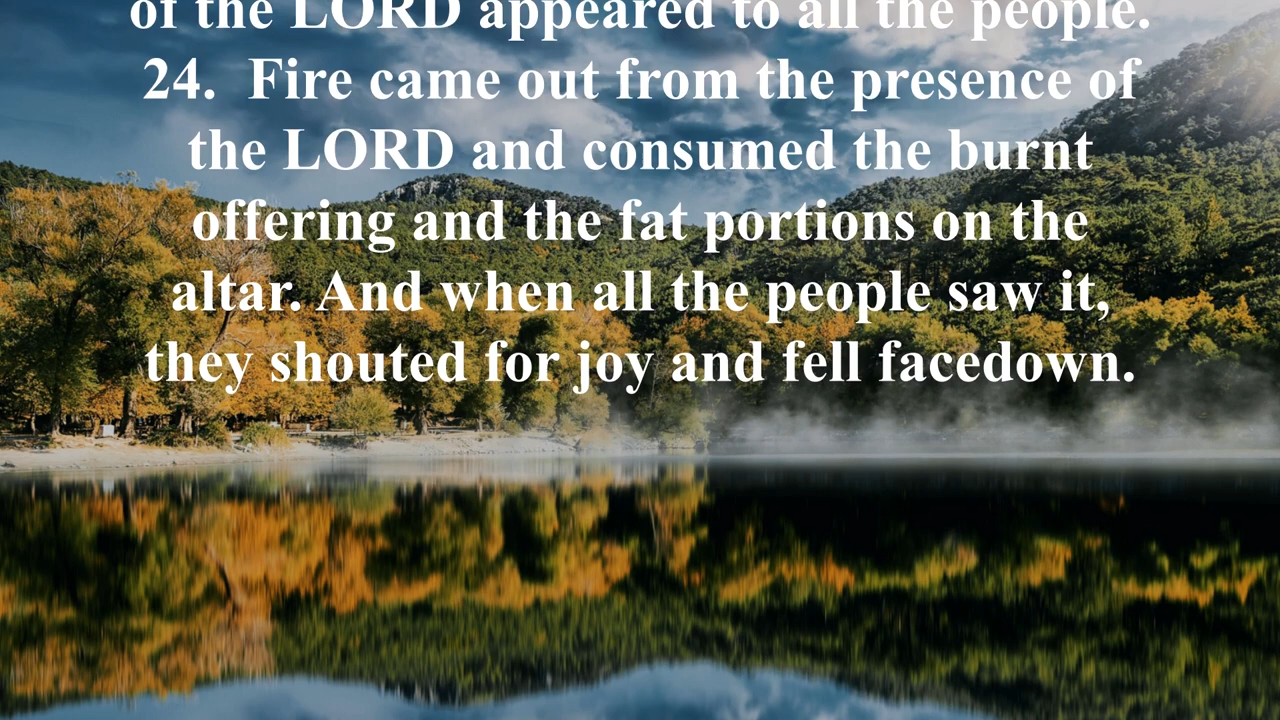 of the LORD appeared to all the people.
24.  Fire came out from the presence of
the LORD and consumed the burnt
offering and the fat portions on the
altar. And when all the people saw it,
they shouted for joy and fell facedown.